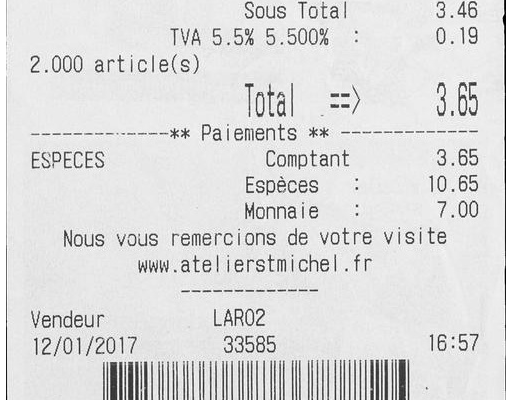 Sous Total 3.46
TVA 5.5% 5.500% : 0.19
2.000 article(s)
Total ==> 3.65
-------------** Paiements ** -------------
ESPECES Comptant 3.65
Espèces : 10.65
Monnaie : 7.00
Nous vous remercions de votre visite
www.atelierstmichel.fr
-------------
Vendeur LAR02
12/01/2017 33585 16:57